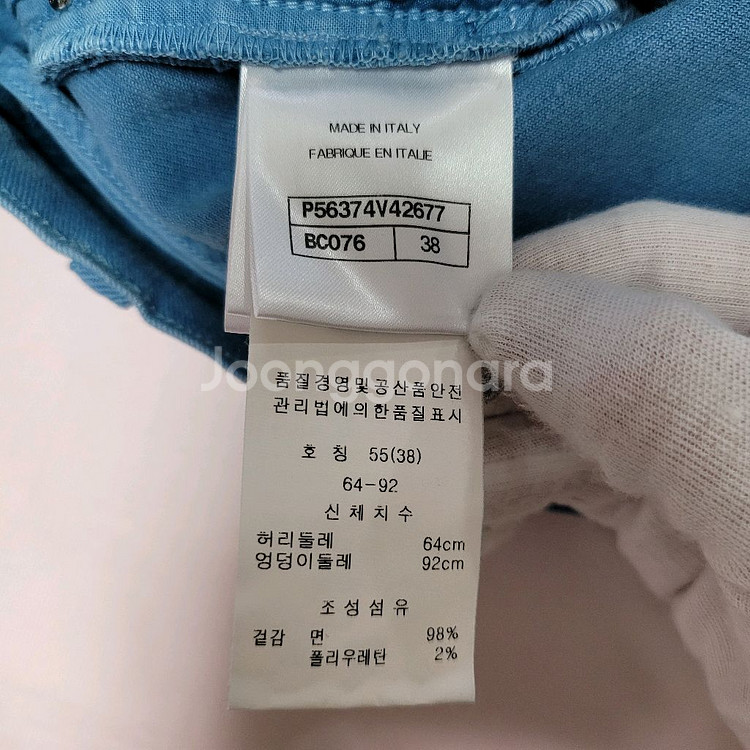 MADE IN ITALY
FABRIQUE EN ITALIE
P56374V42677
BC076 38
Joonggonara
품질경영및공산품안전
관리법에의한품질표시
호 칭 55(38)
64-92
신체치수
허리둘레 64cm
엉덩이둘레 92cm
조성섬유
겉감 면 98%
폴리우레탄 2%